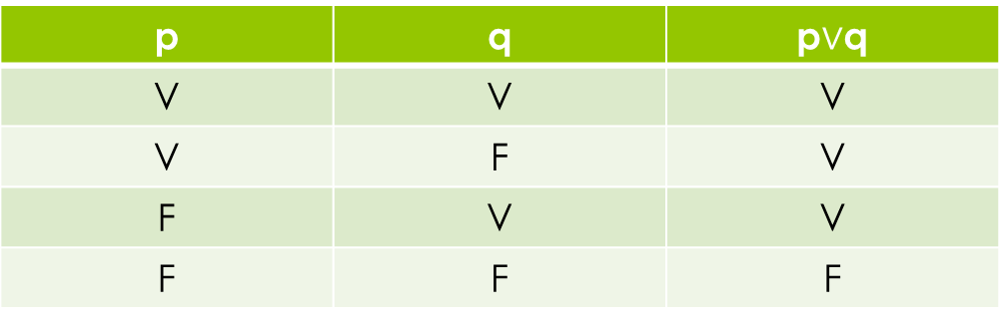 p q p∨q
V V V
V F V
F V V
F F F